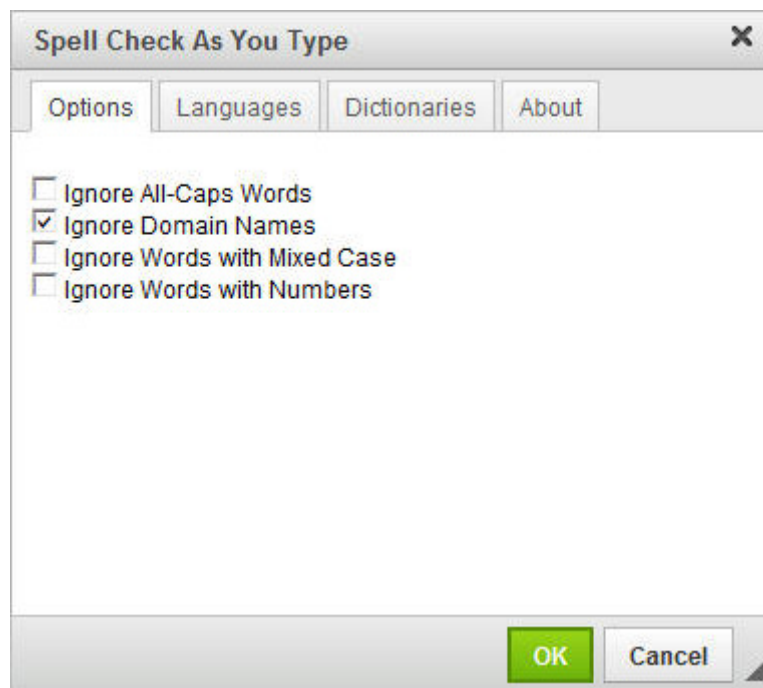 Spell Check As You Type
Options Languages Dictionaries About
Ignore All-Caps Words
Ignore Domain Names
Ignore Words with Mixed Case
Ignore Words with Numbers
OK Cancel